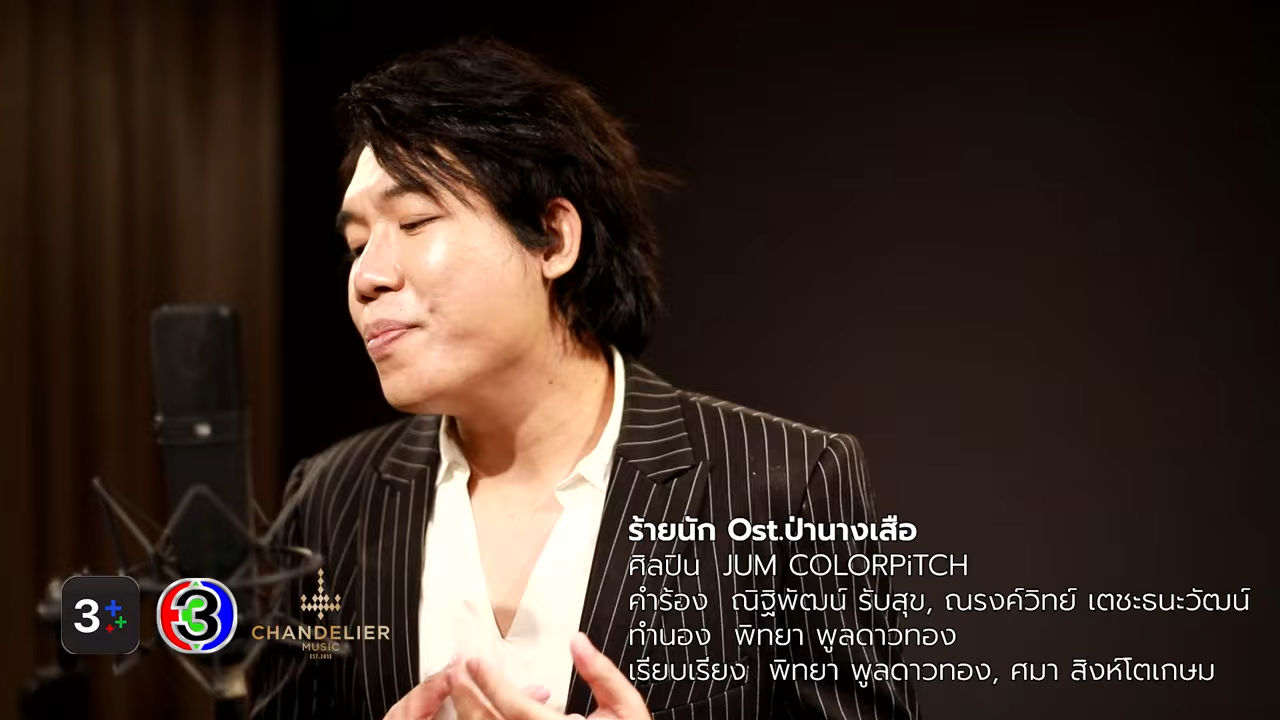 ร้ายนัก Ost.ป่านางเสือ
ศิลปิน JUM COLORPiTCH
คำร้อง ณิฐิพัฒน์ รับสุข, ณรงค์วิทย์ เตชะธนะวัฒน์
ทำนอง พิทยา พูลดาวทอง
เรียบเรียง พิทยา พูลดาวทอง, ศมา สิงห์โตเกษม
3+
3
CHANDELIER
MUSIC
EST.2013